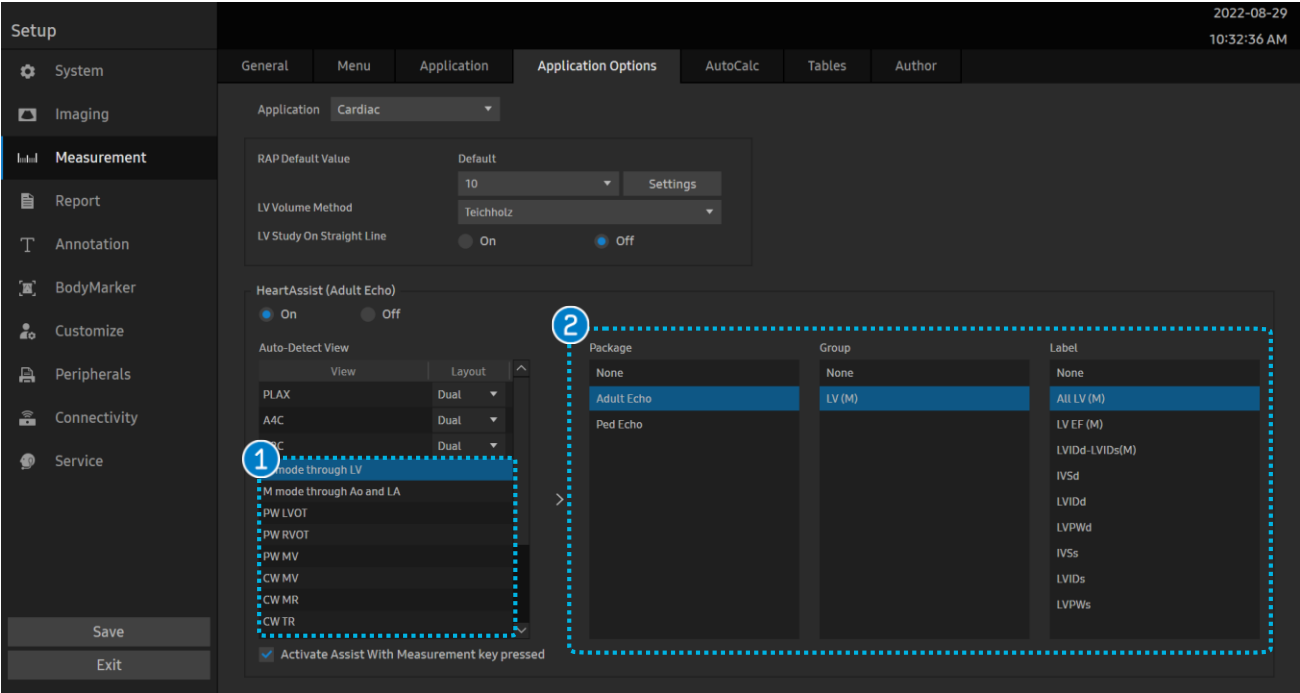 Setup
2022-08-29
10:32:36 AM
System
Imaging
Measurement
Report
Annotation
BodyMarker
Customize
Peripherals
Connectivity
Service
Save
Exit
General Menu Application Application Options AutoCalc Tables Author
Application Cardiac
RAP Default Value Default
10 Settings
LV Volume Method Teichholz
LV Study On Straight Line On Off
HeartAssist (Adult Echo)
On Off
Auto-Detect View
View Layout
PLAX Dual
A4C Dual
Dual
1
mode through LV
M mode through Ao and LA
PW LVOT
PW RVOT
PW MV
CW MV
CW MR
CW TR
Activate Assist With Measurement key pressed
2
Package Group Label
None None None
Adult Echo LV (M) All LV (M)
Ped Echo LV EF (M)
LVIDd-LVIDs(M)
IVSd
LVIDd
LVPWd
IVSs
LVIDs
LVPWs